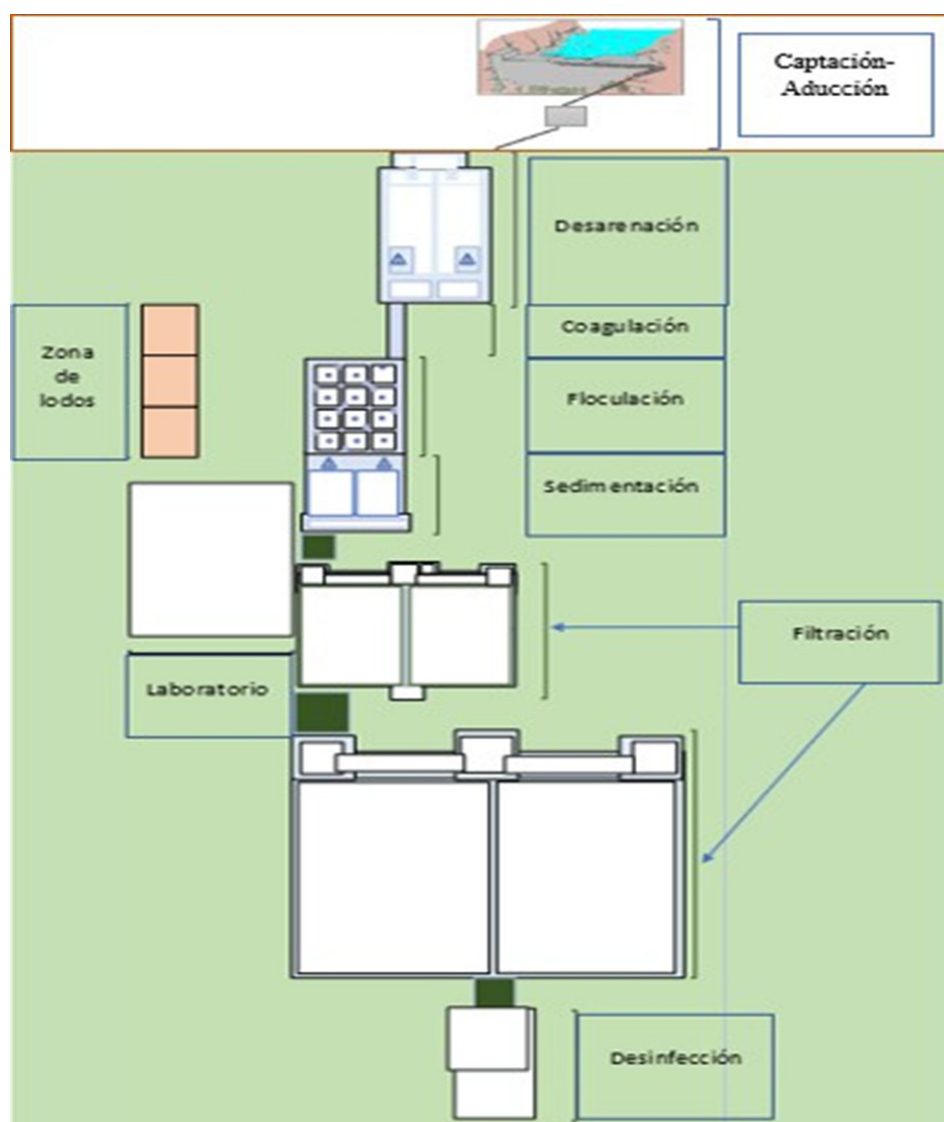 Captación-
Aducción
Desarenación
Coagulación
Zona
de
lodos
Floculación
Sedimentación
Filtración
Laboratorio
Desinfección